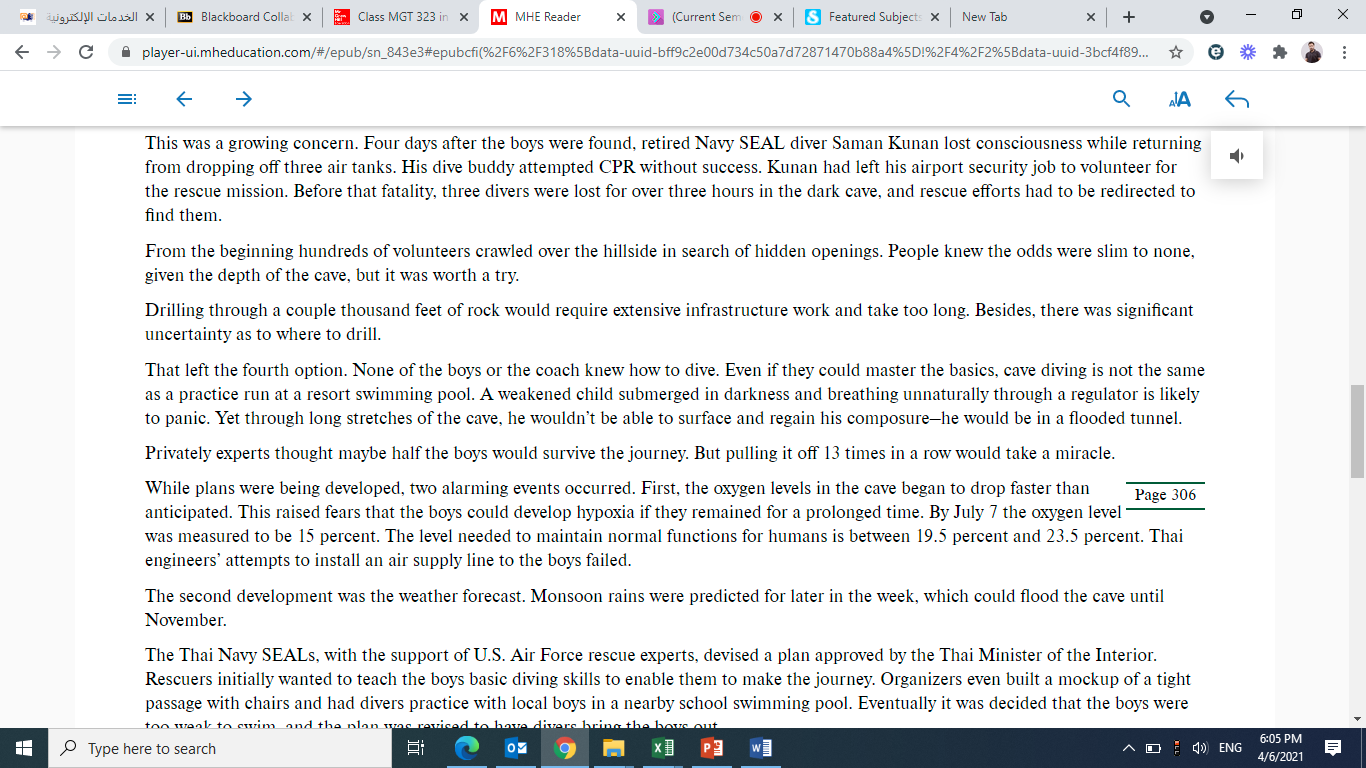 الخدمات الإلكترونية
Bb Blackboard Collab
Class MGT 323 in
M MHE Reader
(Current Sem
S Featured Subjects
New Tab
player-ui.mheducation.com/#/epub/sn_843e3#epubcfi(%2F6%2F318%5Bdata-uuid-bff9c2e00d734c50a7d72871470b88a4%5D!%2F4%2F2%5Bdata-uuid-3bcf4f89...
This was a growing concern. Four days after the boys were found, retired Navy SEAL diver Saman Kunan lost consciousness while returning
from dropping off three air tanks. His dive buddy attempted CPR without success. Kunan had left his airport security job to volunteer for
the rescue mission. Before that fatality, three divers were lost for over three hours in the dark cave, and rescue efforts had to be redirected to
find them.
From the beginning hundreds of volunteers crawled over the hillside in search of hidden openings. People knew the odds were slim to none,
given the depth of the cave, but it was worth a try.
Drilling through a couple thousand feet of rock would require extensive infrastructure work and take too long. Besides, there was significant
uncertainty as to where to drill.
That left the fourth option. None of the boys or the coach knew how to dive. Even if they could master the basics, cave diving is not the same
as a practice run at a resort swimming pool. A weakened child submerged in darkness and breathing unnaturally through a regulator is likely
to panic. Yet through long stretches of the cave, he wouldn't be able to surface and regain his composure—he would be in a flooded tunnel.
Privately experts thought maybe half the boys would survive the journey. But pulling it off 13 times in a row would take a miracle.
While plans were being developed, two alarming events occurred. First, the oxygen levels in the cave began to drop faster than
Page 306
anticipated. This raised fears that the boys could develop hypoxia if they remained for a prolonged time. By July 7 the oxygen level
was measured to be 15 percent. The level needed to maintain normal functions for humans is between 19.5 percent and 23.5 percent. Thai
engineers' attempts to install an air supply line to the boys failed.
The second development was the weather forecast. Monsoon rains were predicted for later in the week, which could flood the cave until
November.
The Thai Navy SEALs, with the support of U.S. Air Force rescue experts, devised a plan approved by the Thai Minister of the Interior.
Rescuers initially wanted to teach the boys basic diving skills to enable them to make the journey. Organizers even built a mockup of a tight
passage with chairs and had divers practice with local boys in a nearby school swimming pool. Eventually it was decided that the boys were
too weak to swim, and the plan was revised to have divers bring the boys out.
Type here to search
ENG
6:05 PM
4/6/2021